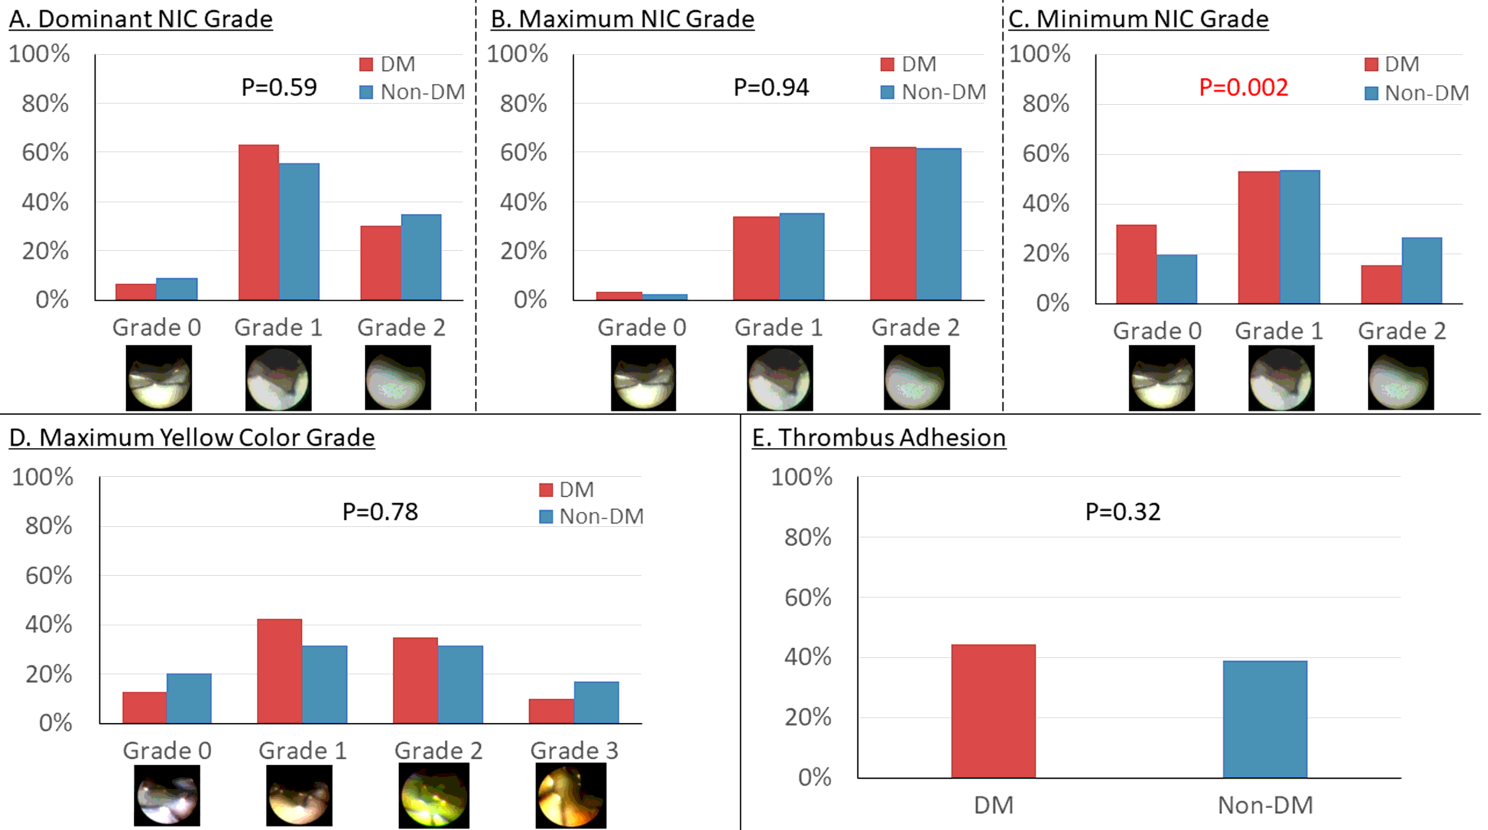 A. Dominant NIC Grade
100%
80%
60%
40%
20%
0%
P=0.59
DM
Non-DM
Grade 0 Grade 1 Grade 2
B. Maximum NIC Grade
100%
80%
60%
40%
20%
0%
P=0.94
DM
Non-DM
Grade 0 Grade 1 Grade 2
C. Minimum NIC Grade
100%
80%
60%
40%
20%
0%
P=0.002
DM
Non-DM
Grade 0 Grade 1 Grade 2
D. Maximum Yellow Color Grade
100%
80%
60%
40%
20%
0%
P=0.78
DM
Non-DM
Grade 0 Grade 1 Grade 2 Grade 3
E. Thrombus Adhesion
100%
80%
60%
40%
20%
0%
P=0.32
DM Non-DM